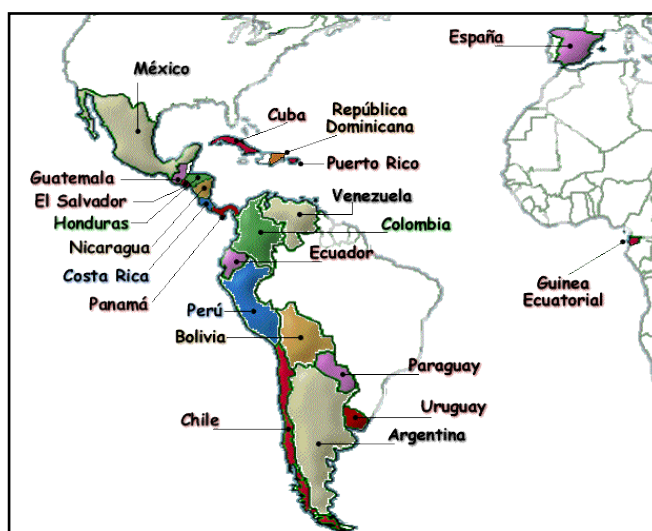 España
México
Cuba
República
Dominicana
Puerto Rico
Guatemala
El Salvador
Honduras
Nicaragua
Costa Rica
Panamá
Venezuela
Colombia
Ecuador
Guinea
Ecuatorial
Perú
Bolivia
Paraguay
Chile
Uruguay
Argentina